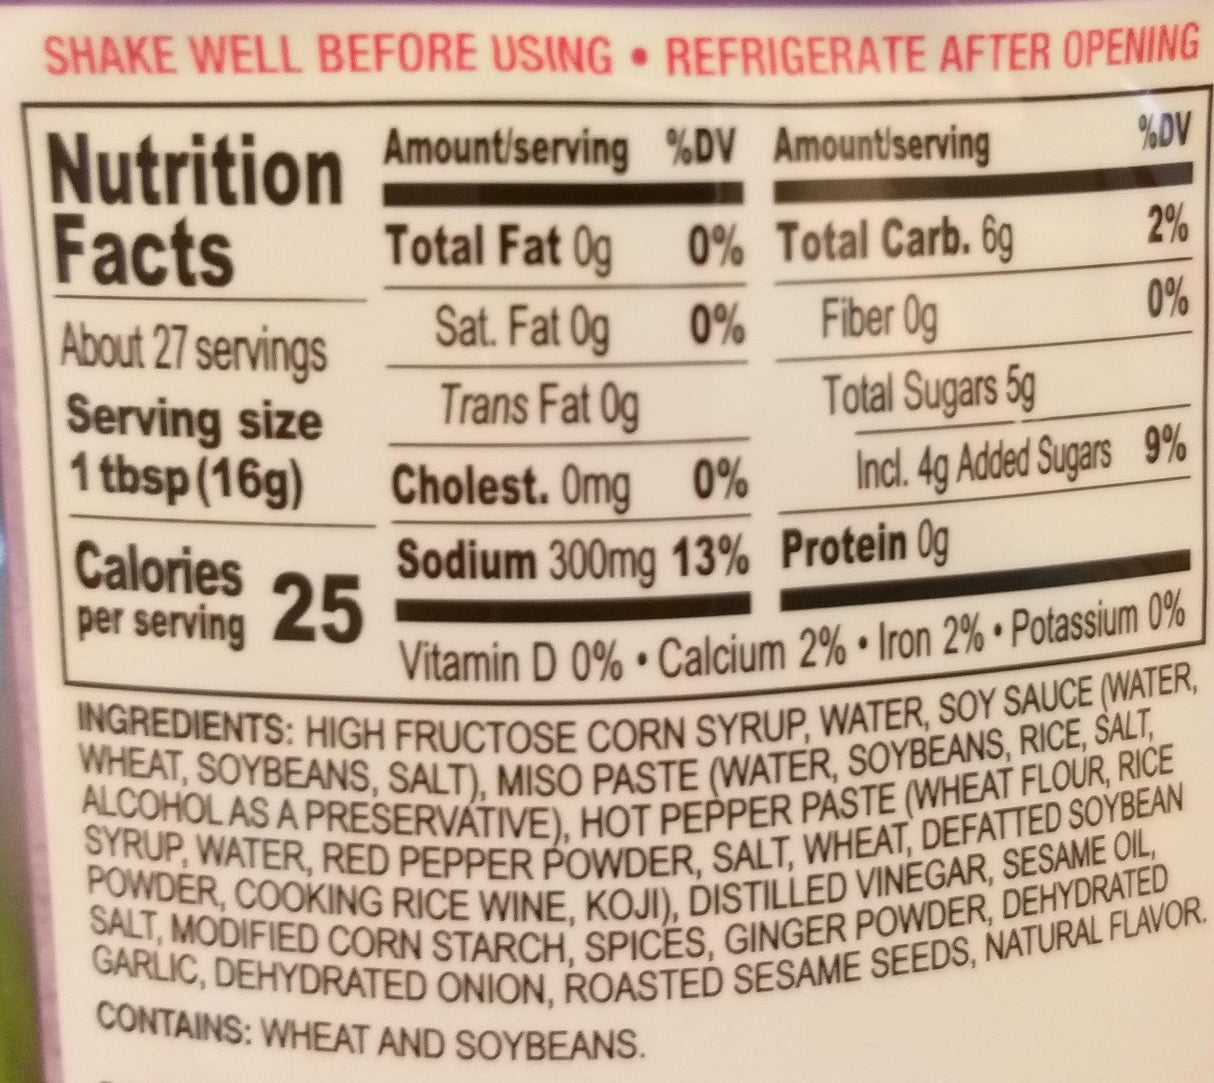 SHAKE WELL BEFORE USING • REFRIGERATE AFTER OPENING
Nutrition
Facts
About 27 servings
Serving size
1 tbsp (16g)
Calories
per serving 25
Amount/serving %DV
Total Fat 0g 0%
Sat. Fat 0g 0%
Trans Fat 0g
Cholest. 0mg 0%
Sodium 300mg 13%
Amount/serving %DV
Total Carb. 6g 2%
Fiber 0g 0%
Total Sugars 5g
Incl. 4g Added Sugars 9%
Protein 0g
Vitamin D 0% • Calcium 2% • Iron 2% • Potassium 0%
INGREDIENTS: HIGH FRUCTOSE CORN SYRUP, WATER, SOY SAUCE (WATER,
WHEAT, SOYBEANS, SALT), MISO PASTE (WATER, SOYBEANS, RICE, SALT,
ALCOHOL AS A PRESERVATIVE), HOT PEPPER PASTE (WHEAT FLOUR, RICE
SYRUP, WATER, RED PEPPER POWDER, SALT, WHEAT, DEFATTED SOYBEAN
POWDER, COOKING RICE WINE, KOJI), DISTILLED VINEGAR, SESAME OIL,
SALT, MODIFIED CORN STARCH, SPICES, GINGER POWDER, DEHYDRATED
GARLIC, DEHYDRATED ONION, ROASTED SESAME SEEDS, NATURAL FLAVOR.
CONTAINS: WHEAT AND SOYBEANS.